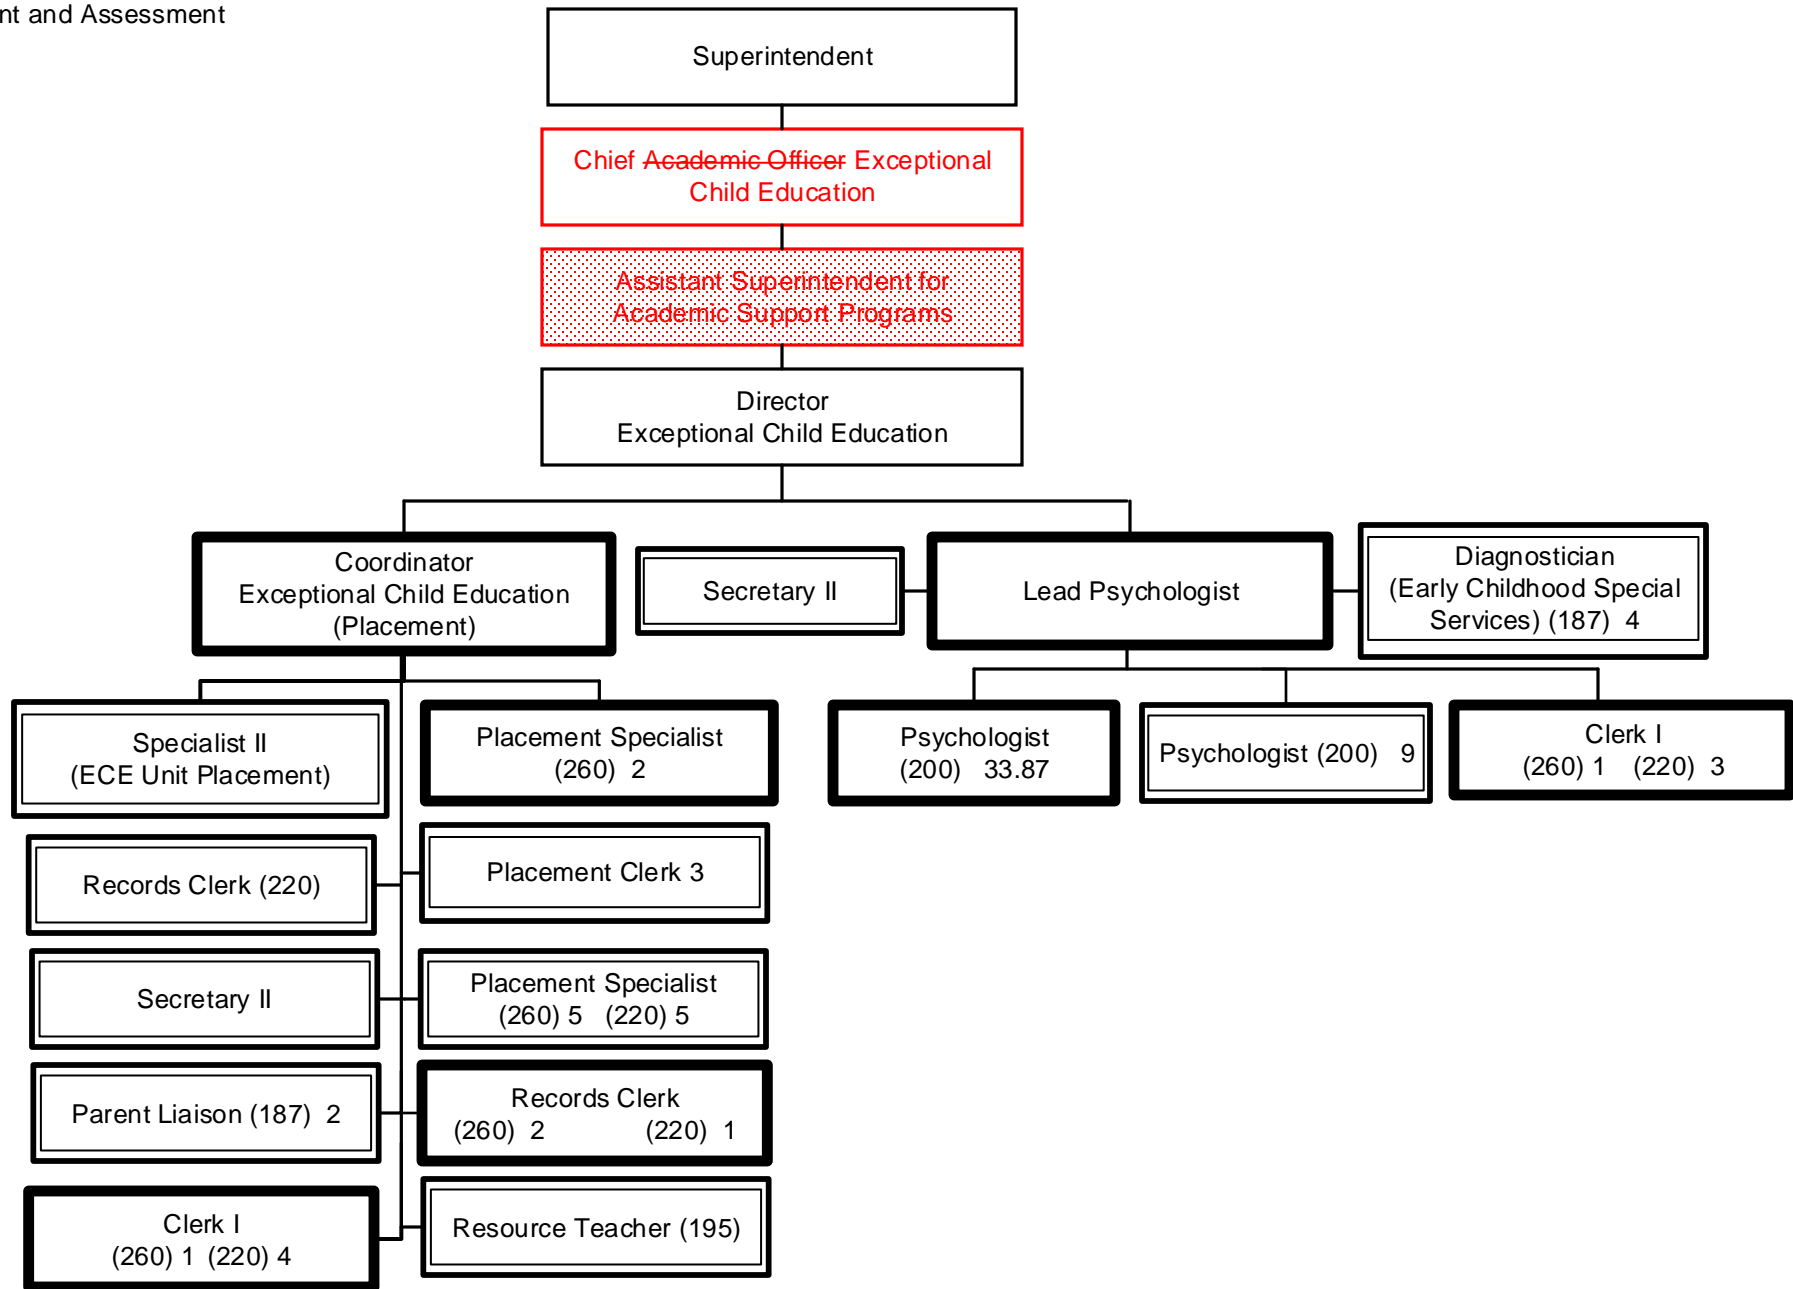 nt and Assessment
Superintendent
Chief Academic Officer Exceptional
Child Education
Assistant Superintendent for
Academic Support Programs
Director
Exceptional Child Education
Coordinator
Exceptional Child Education
(Placement)
Secretary II
Lead Psychologist
Diagnostician
(Early Childhood Special
Services) (187) 4
Specialist II
(ECE Unit Placement)
Placement Specialist
(260) 2
Psychologist
(200) 33.87
Psychologist (200) 9
Clerk I
(260) 1 (220) 3
Records Clerk (220)
Placement Clerk 3
Secretary II
Placement Specialist
(260) 5 (220) 5
Parent Liaison (187) 2
Records Clerk
(260) 2 (220) 1
Clerk I
(260) 1 (220) 4
Resource Teacher (195)